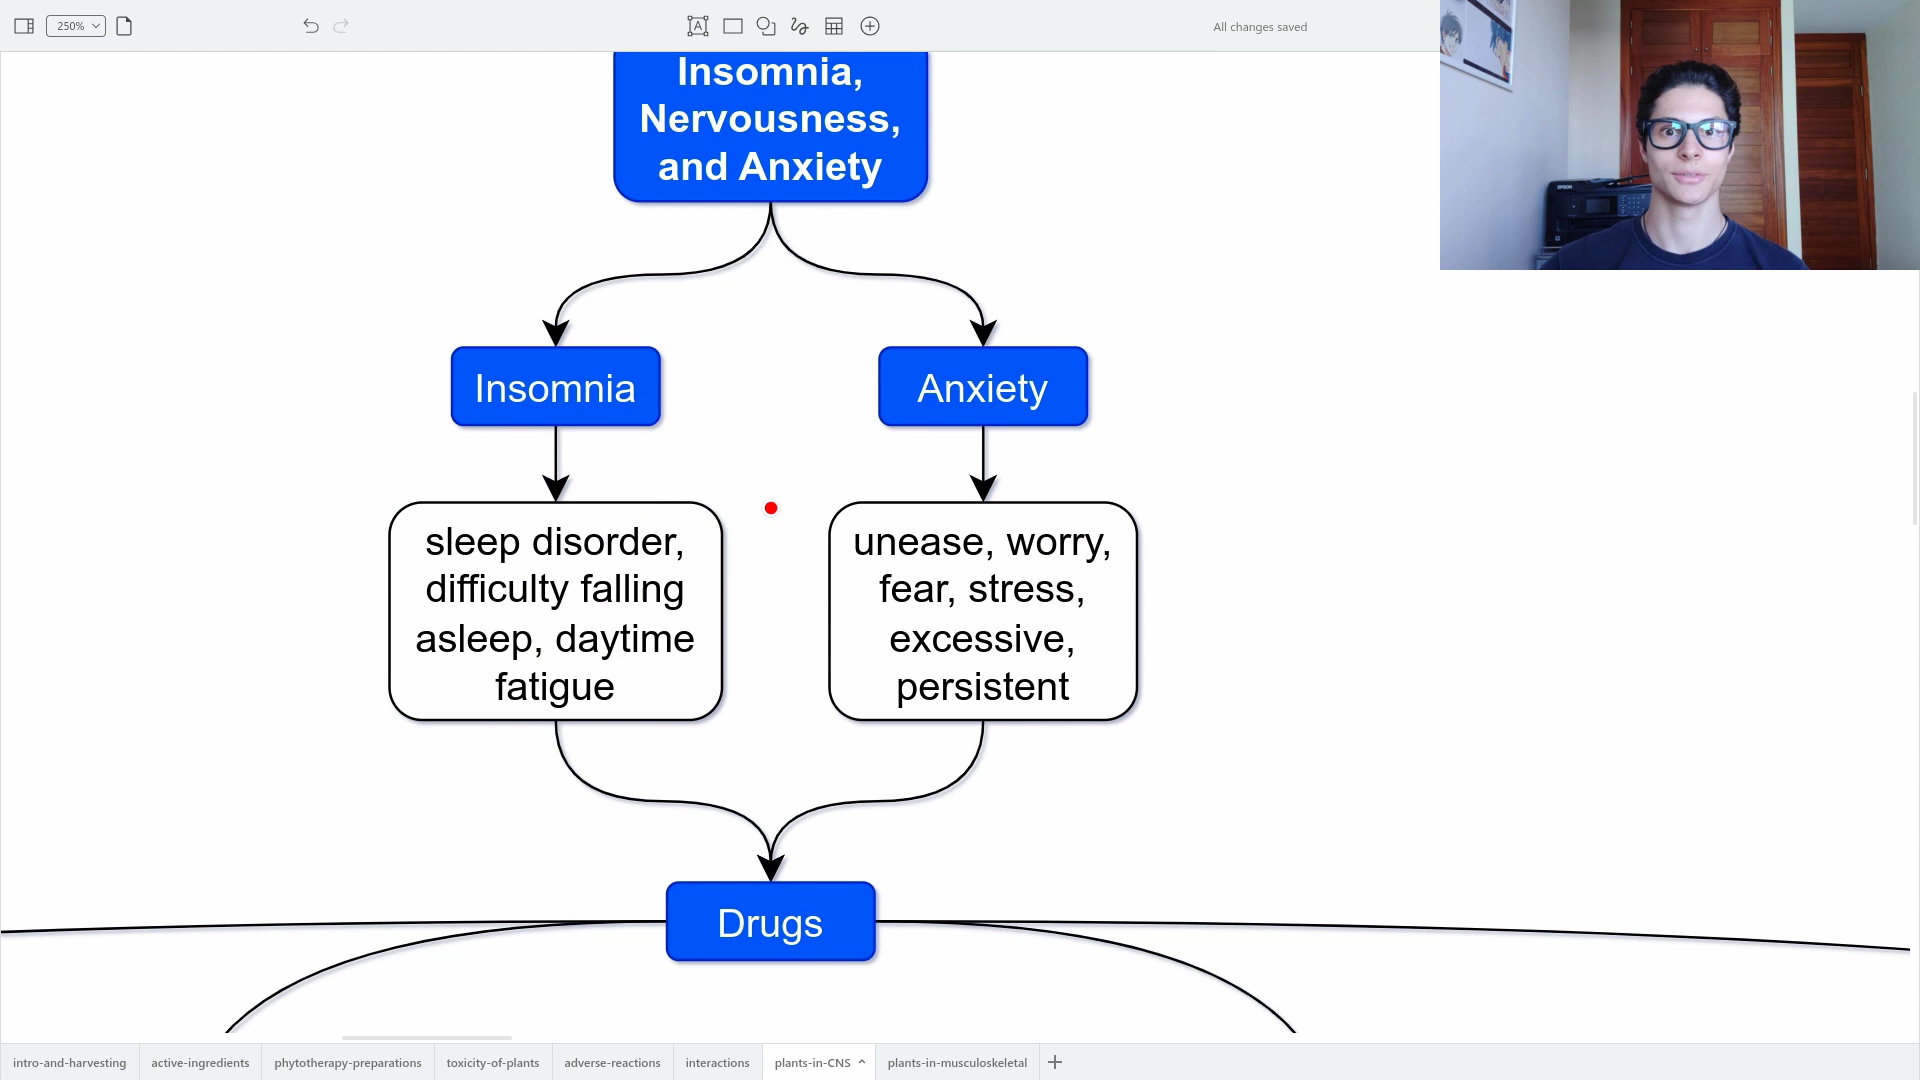 250%
All changes saved
EPSON
Insomnia,
Nervousness,
and Anxiety
Insomnia
Anxiety
sleep disorder,
difficulty falling
asleep, daytime
fatigue
unease, worry,
fear, stress,
excessive,
persistent
Drugs
intro-and-harvesting
active-ingredients
phytotherapy-preparations
toxicity-of-plants
adverse-reactions
interactions
plants-in-CNS
plants-in-musculoskeletal